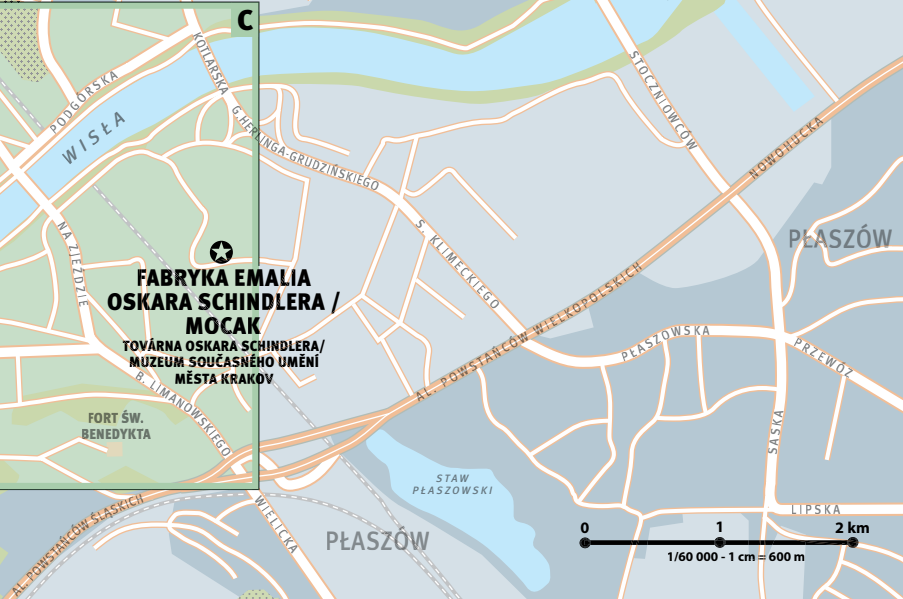 C
KOTLARSKA
PODGÓRSKA
WISŁA
G.HERLINGA-GRUDZIŃSKIEGO
STOCZNIOWCÓW
NOWOHUCKA
NA ZJEŹDZIE
S. KLIMECKIEGO
PŁASZÓW
FABRYKA EMALIA
OSKARA SCHINDLERA /
MOCAK
TOVÁRNA OSKARA SCHINDLERA/
MUZEUM SOUČASNÉHO UMĚNÍ
MĚSTA KRAKOV
AL. POWSTAŃCÓW WIELKOPOLSKICH
PŁASZOWSKA
PRZEWÓZ
B. LIMANOWSKIEGO
FORT ŚW.
BENEDYKTA
SASKA
STAW
PŁASZOWSKI
AL. POWSTAŃCÓW ŚLĄSKICH
WIELICKA
PŁASZÓW
LIPSKA
0 1 2 km
1/60 000 - 1 cm = 600 m